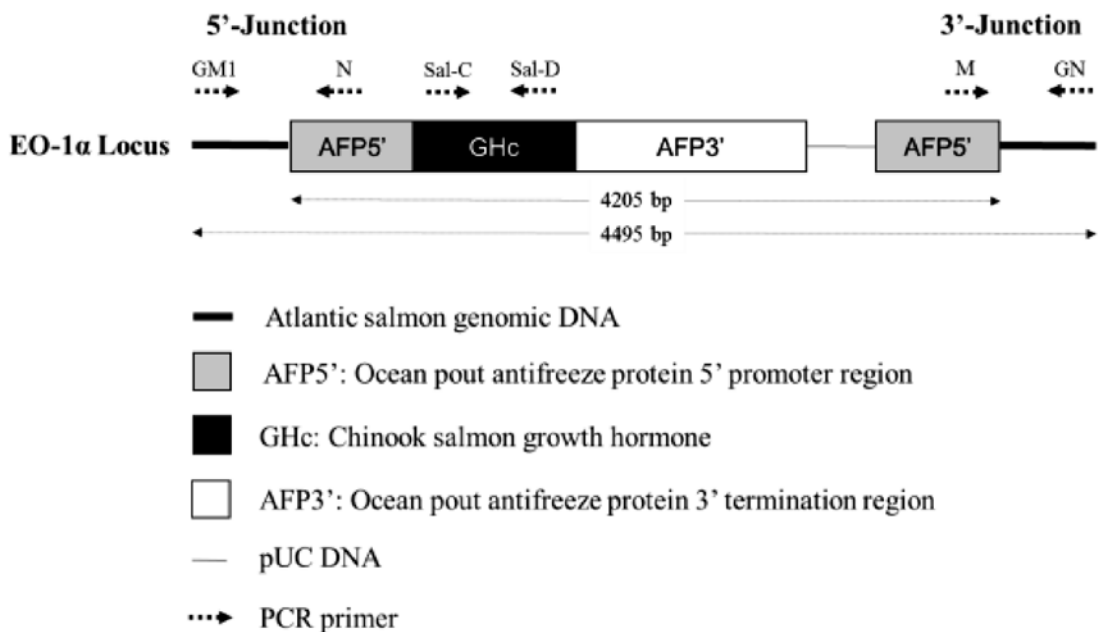 5’-Junction 3’-Junction
GM1 N Sal-C Sal-D M GN
EO-1α Locus AFP5' GHc AFP3' AFP5'
4205 bp
4495 bp
Atlantic salmon genomic DNA
AFP5’: Ocean pout antifreeze protein 5’ promoter region
GHc: Chinook salmon growth hormone
AFP3’: Ocean pout antifreeze protein 3’ termination region
pUC DNA
PCR primer